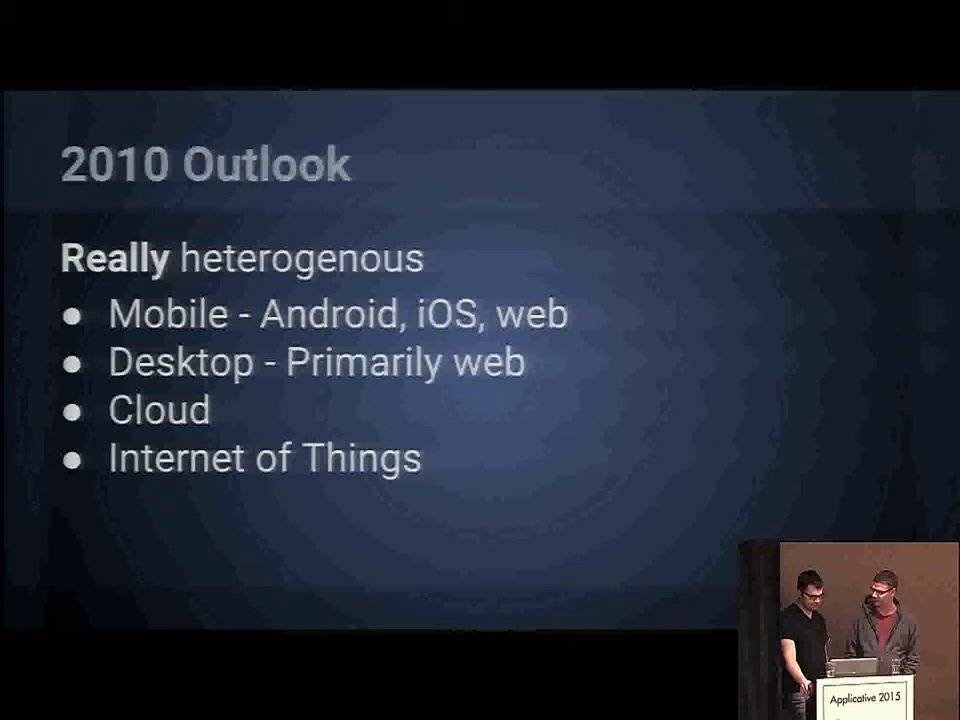 2010 Outlook
Really heterogenous
● Mobile - Android, iOS, web
● Desktop - Primarily web
● Cloud
● Internet of Things
Applicative 2015